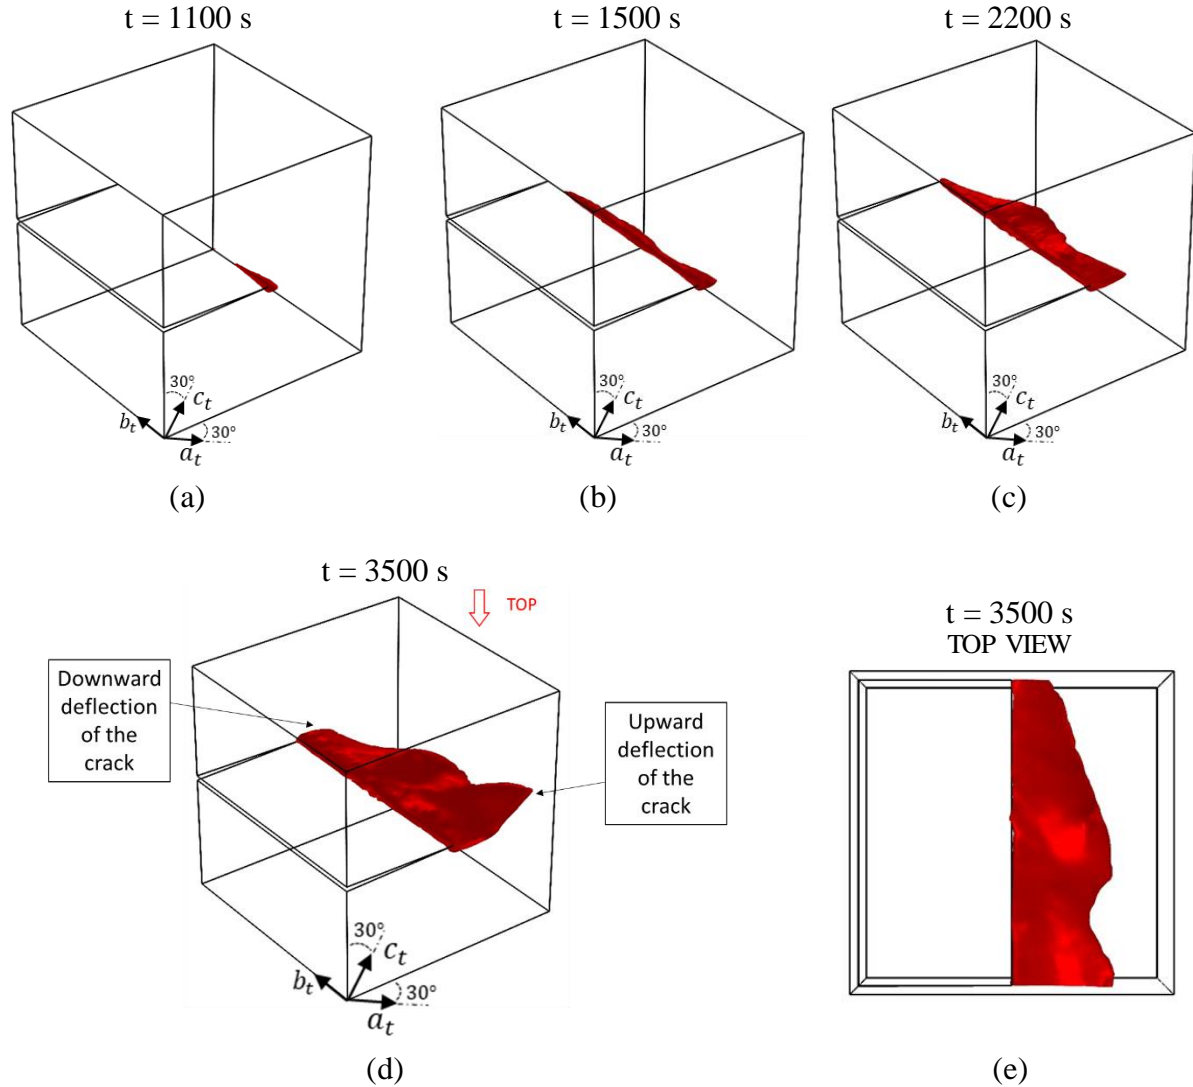 t = 1100 s
t = 1500 s
t = 2200 s
30°
c_t
b_t
30°
a_t
30°
c_t
b_t
30°
a_t
30°
c_t
b_t
30°
a_t
(a)
(b)
(c)
t = 3500 s
TOP
Downward
deflection
of the
crack
Upward
deflection
of the
crack
30°
c_t
b_t
30°
a_t
t = 3500 s
TOP VIEW
(d)
(e)